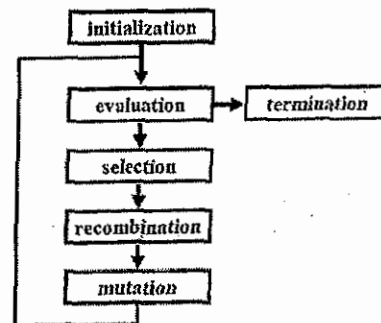 initialization
evaluation
termination
selection
recombination
mutation